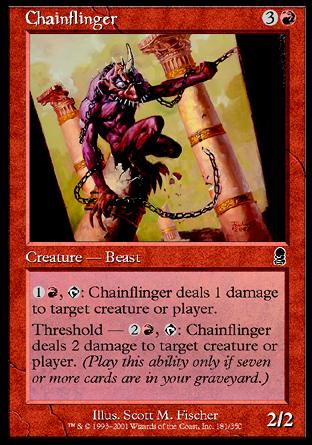 Chainflinger 3
Creature — Beast
1 , : Chainflinger deals 1 damage
to target creature or player.
Threshold — 2 , : Chainflinger
deals 2 damage to target creature or
player. (Play this ability only if seven
or more cards are in your graveyard.)
Illus. Scott M. Fischer
™ & © 1993–2001 Wizards of the Coast, Inc. 181/350
2/2